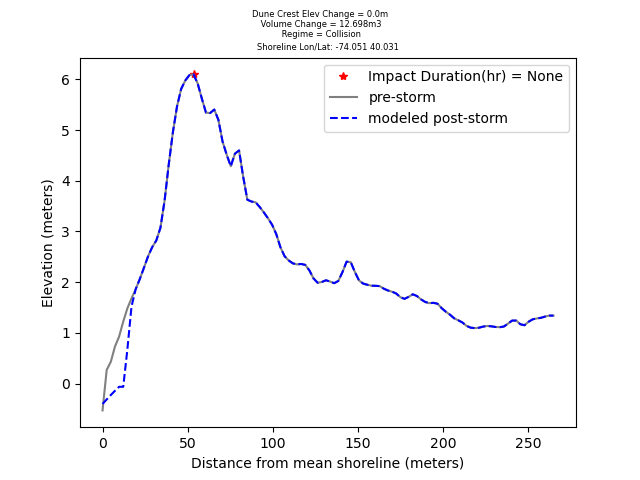 Dune Crest Elev Change = 0.0m
Volume Change = 12.698m3
Regime = Collision
Shoreline Lon/Lat: -74.051 40.031
Impact Duration(hr) = None
pre-storm
modeled post-storm
Elevation (meters)
6
5
4
3
2
1
0
0 50 100 150 200 250
Distance from mean shoreline (meters)